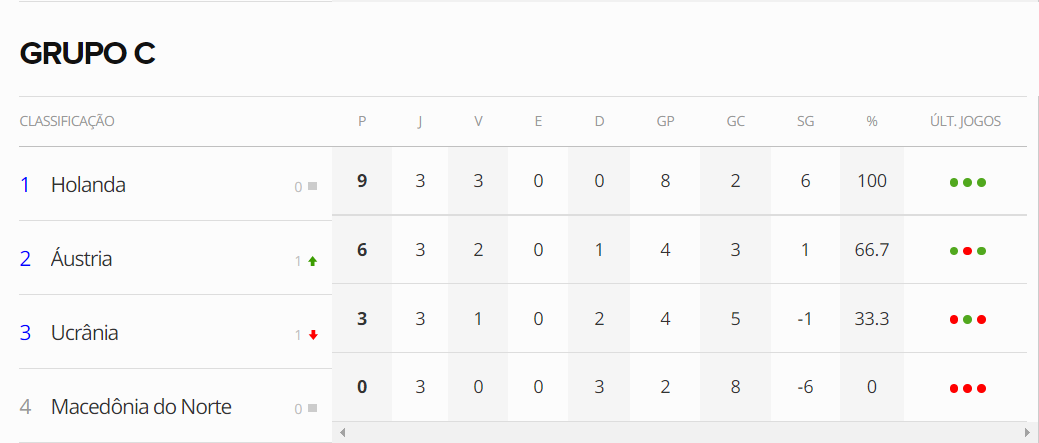 GRUPO C
CLASSIFICAÇÃO P J V E D GP GC SG % ÚLT. JOGOS
1 Holanda 0 9 3 3 0 0 8 2 6 100
2 Áustria 1 6 3 2 0 1 4 3 1 66.7
3 Ucrânia 1 3 3 1 0 2 4 5 -1 33.3
4 Macedônia do Norte 0 0 3 0 0 3 2 8 -6 0